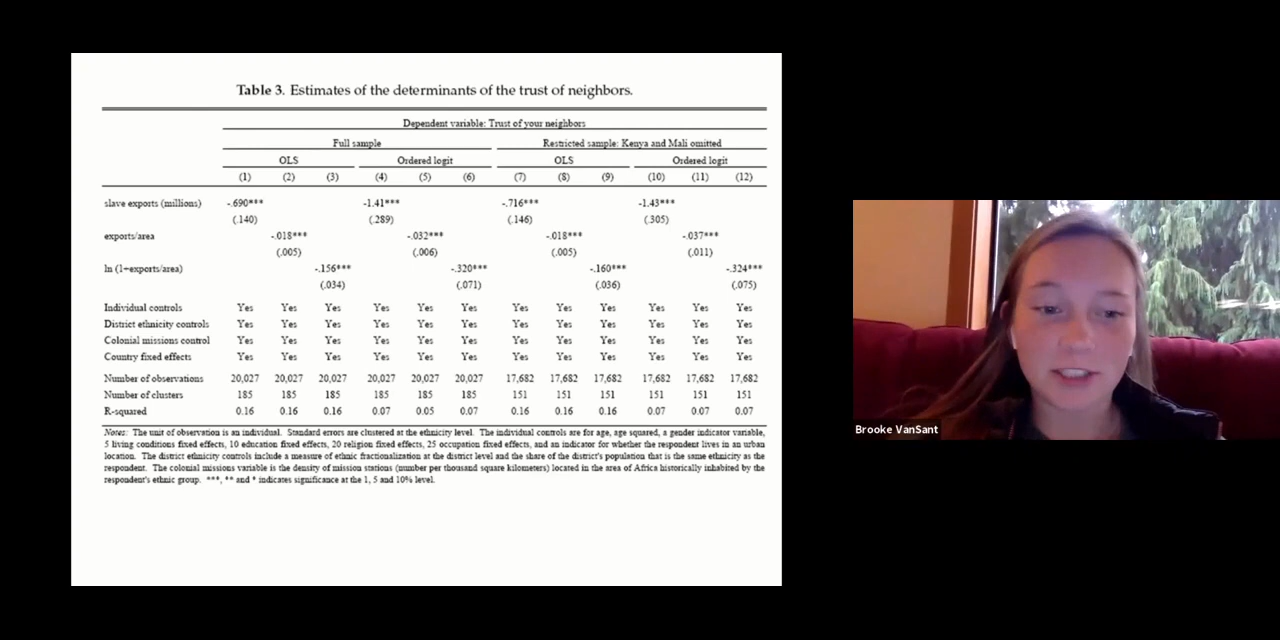 Table 3. Estimates of the determinants of the trust of neighbors.
Dependent variable: Trust of your neighbors
Full sample Restricted sample: Kenya and Mali omitted
OLS Ordered logit OLS Ordered logit
(1) (2) (3) (4) (5) (6) (7) (8) (9) (10) (11) (12)
slave exports (millions) -.690*** -1.41*** -.716*** -1.43***
(.140) (.289) (.146) (.305)
exports/area -.018*** -.032*** -.018*** -.037***
(.005) (.006) (.005) (.011)
ln (1+exports/area) -.156*** -.320*** -.160*** -.324***
(.034) (.071) (.036) (.075)
Individual controls Yes Yes Yes Yes Yes Yes Yes Yes Yes Yes Yes Yes
District ethnicity controls Yes Yes Yes Yes Yes Yes Yes Yes Yes Yes Yes Yes
Colonial missions control Yes Yes Yes Yes Yes Yes Yes Yes Yes Yes Yes Yes
Country fixed effects Yes Yes Yes Yes Yes Yes Yes Yes Yes Yes Yes Yes
Number of observations 20,027 20,027 20,027 20,027 20,027 20,027 17,682 17,682 17,682 17,682 17,682 17,682
Number of clusters 185 185 185 185 185 185 151 151 151 151 151 151
R-squared 0.16 0.16 0.16 0.07 0.05 0.07 0.16 0.16 0.16 0.07 0.07 0.07
Notes: The unit of observation is an individual. Standard errors are clustered at the ethnicity level. The individual controls are for age, age squared, a gender indicator variable,
5 living conditions fixed effects, 10 education fixed effects, 20 religion fixed effects, 25 occupation fixed effects, and an indicator for whether the respondent lives in an urban
location. The district ethnicity controls include a measure of ethnic fractionalization at the district level and the share of the district's population that is the same ethnicity as the
respondent. The colonial missions variable is the density of mission stations (number per thousand square kilometers) located in the area of Africa historically inhabited by the
respondent's ethnic group. ***, ** and * indicates significance at the 1, 5 and 10% level.
Brooke VanSant